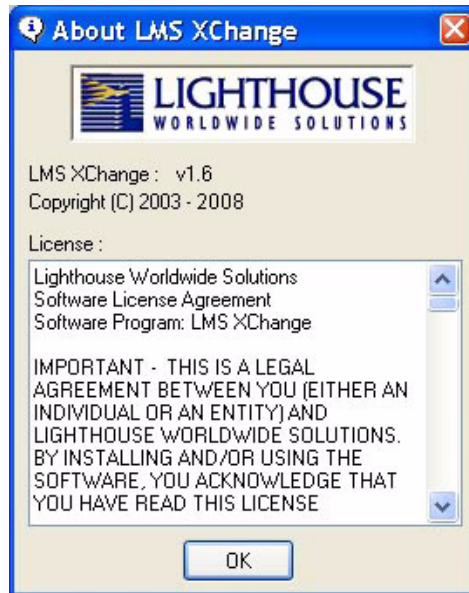 About LMS XChange
LIGHTHOUSE
WORLDWIDE SOLUTIONS
LMS XChange : v1.6
Copyright (C) 2003 - 2008
License :
Lighthouse Worldwide Solutions
Software License Agreement
Software Program: LMS XChange
IMPORTANT - THIS IS A LEGAL
AGREEMENT BETWEEN YOU (EITHER AN
INDIVIDUAL OR AN ENTITY) AND
LIGHTHOUSE WORLDWIDE SOLUTIONS.
BY INSTALLING AND/OR USING THE
SOFTWARE, YOU ACKNOWLEDGE THAT
YOU HAVE READ THIS LICENSE
OK